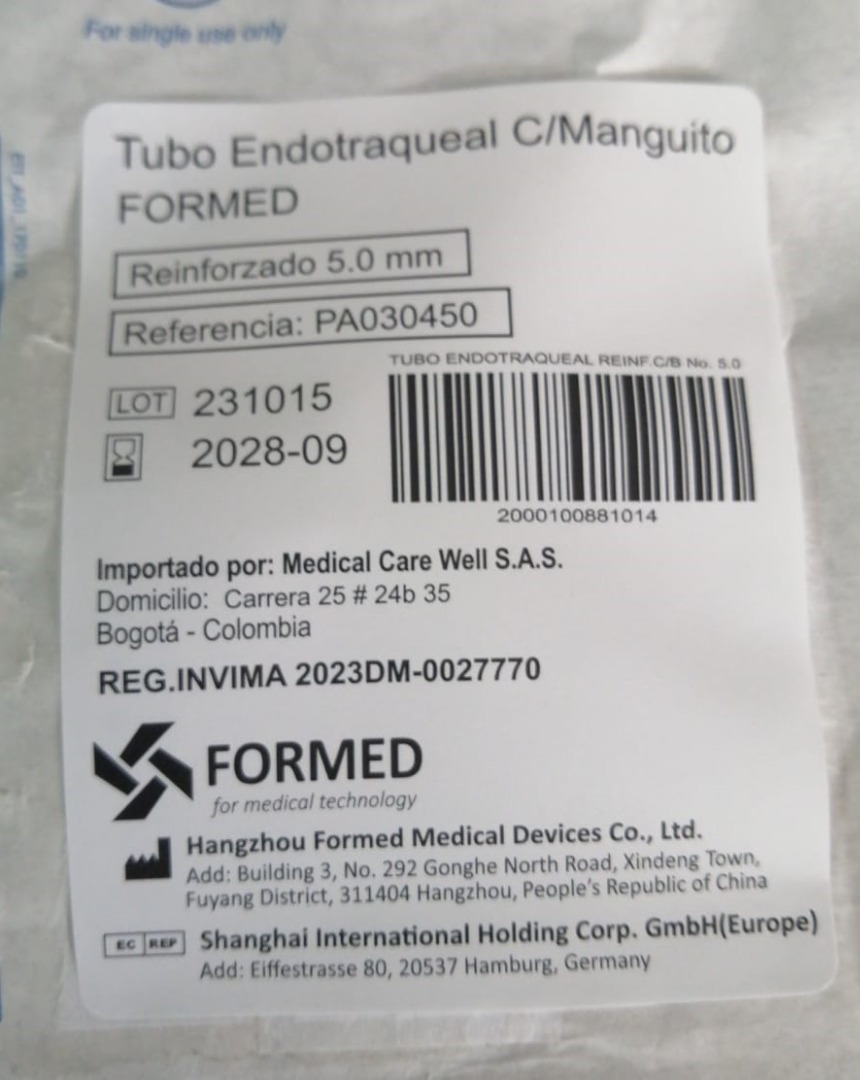 For single use only
Tubo Endotraqueal C/Manguito
FORMED
Reinforzado 5.0 mm
Referencia: PA030450
TUBO ENDOTRAQUEAL REINF.C/B No. 5.0
LOT 231015
2028-09
2000100881014
Importado por: Medical Care Well S.A.S.
Domicilio: Carrera 25 # 24b 35
Bogotá - Colombia
REG.INVIMA 2023DM-0027770
FORMED
for medical technology
Hangzhou Formed Medical Devices Co., Ltd.
Add: Building 3, No. 292 Gonghe North Road, Xindeng Town,
Fuyang District, 311404 Hangzhou, People's Republic of China
EC REP Shanghai International Holding Corp. GmbH(Europe)
Add: Eiffestrasse 80, 20537 Hamburg, Germany